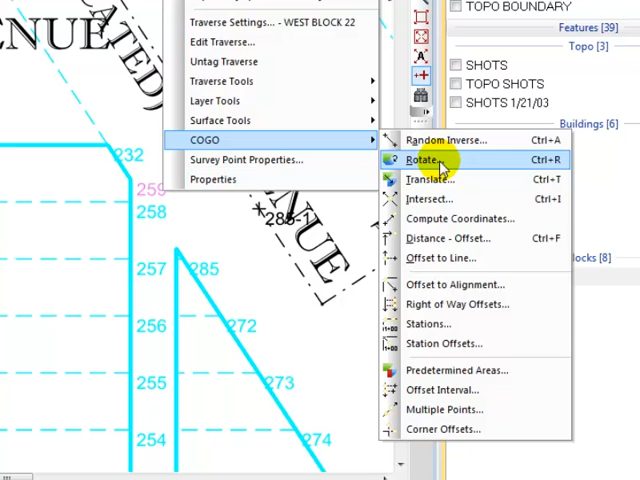 ENUE
CATED)
ENUE
232
259
258
257
256
255
254
285-1
285
272
273
274
Traverse Settings... - WEST BLOCK 22
Edit Traverse...
Untag Traverse
Traverse Tools
Layer Tools
Surface Tools
COGO
Survey Point Properties...
Properties
Random Inverse... Ctrl+A
Rotate... Ctrl+R
Translate... Ctrl+T
Intersect... Ctrl+I
Compute Coordinates...
Distance - Offset... Ctrl+F
Offset to Line...
Offset to Alignment...
Right of Way Offsets...
Stations...
Station Offsets...
Predetermined Areas...
Offset Interval...
Multiple Points...
Corner Offsets...
TOPO BOUNDARY
Features [39]
Topo [3]
SHOTS
TOPO SHOTS
SHOTS 1/21/03
Buildings [6]
ocks [8]